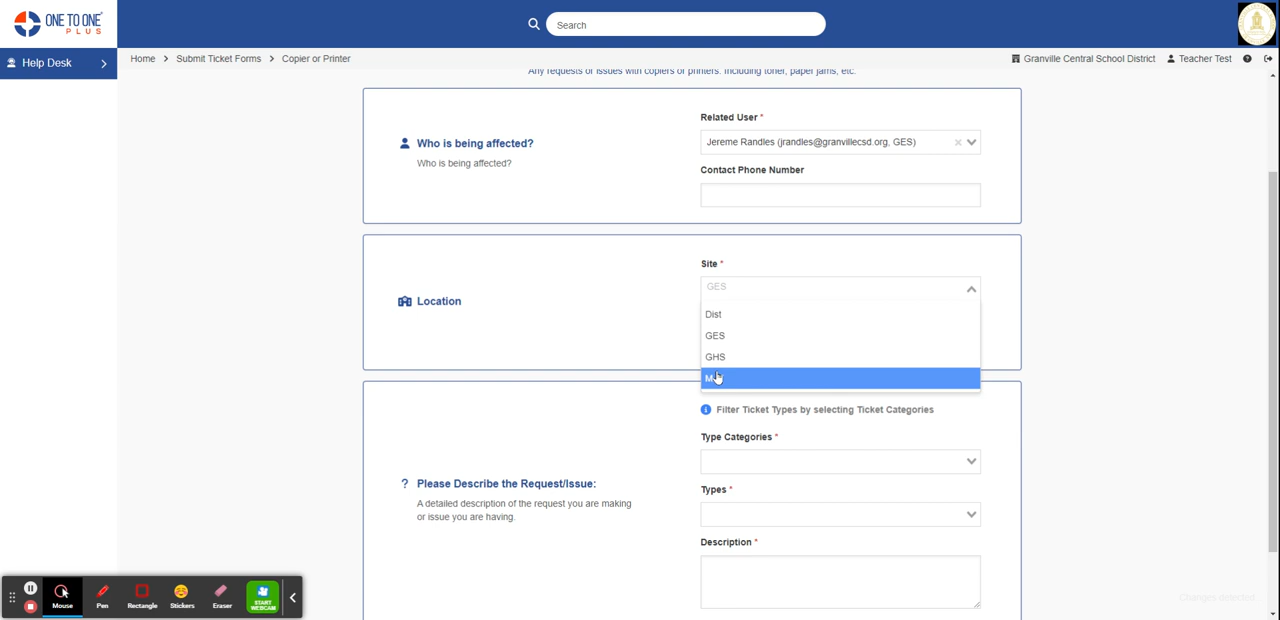 ONE TO ONE
PLUS
Search
Help Desk
Home > Submit Ticket Forms > Copier or Printer
Granville Central School District
Teacher Test
Any requests or issues with copiers or printers. Including toner, paper jams, etc.
Who is being affected?
Who is being affected?
Related User *
Jereme Randles (jrandles@granvillecsd.org, GES)
Contact Phone Number
Location
Site *
GES
Dist
GES
GHS
Filter Ticket Types by selecting Ticket Categories
Type Categories *
Please Describe the Request/Issue:
A detailed description of the request you are making
or issue you are having.
Types *
Description *
Changes detected
Mouse
Pen
Rectangle
Stickers
Eraser
START
WEBCAM